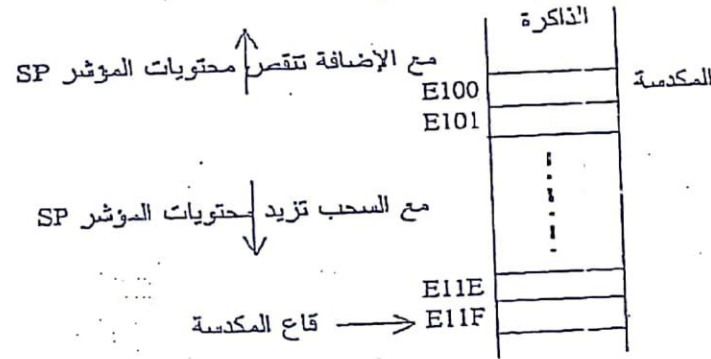 الذاكرة
مع الإضافة تنقص محتويات المؤشر SP
المكدسة
E100
E101
مع السحب تزيد محتويات المؤشر SP
E11E
قاع المكدسة E11F